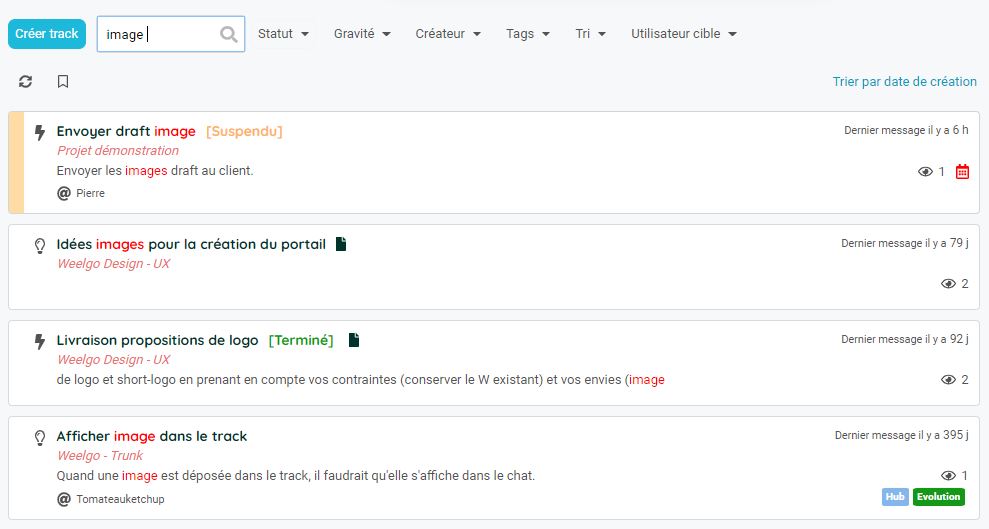 Créer track image Statut Gravité Créateur Tags Tri Utilisateur cible
Trier par date de création
Envoyer draft image [Suspendu] Dernier message il y a 6 h
Projet démonstration
Envoyer les images draft au client. 1
@ Pierre
Idées images pour la création du portail Dernier message il y a 79 j
Weelgo Design - UX
2
Livraison propositions de logo [Terminé] Dernier message il y a 92 j
Weelgo Design - UX
de logo et short-logo en prenant en compte vos contraintes (conserver le W existant) et vos envies (image 2
Afficher image dans le track Dernier message il y a 395 j
Weelgo - Trunk
Quand une image est déposée dans le track, il faudrait qu'elle s'affiche dans le chat. 1
@ Tomateauketchup Hub Evolution